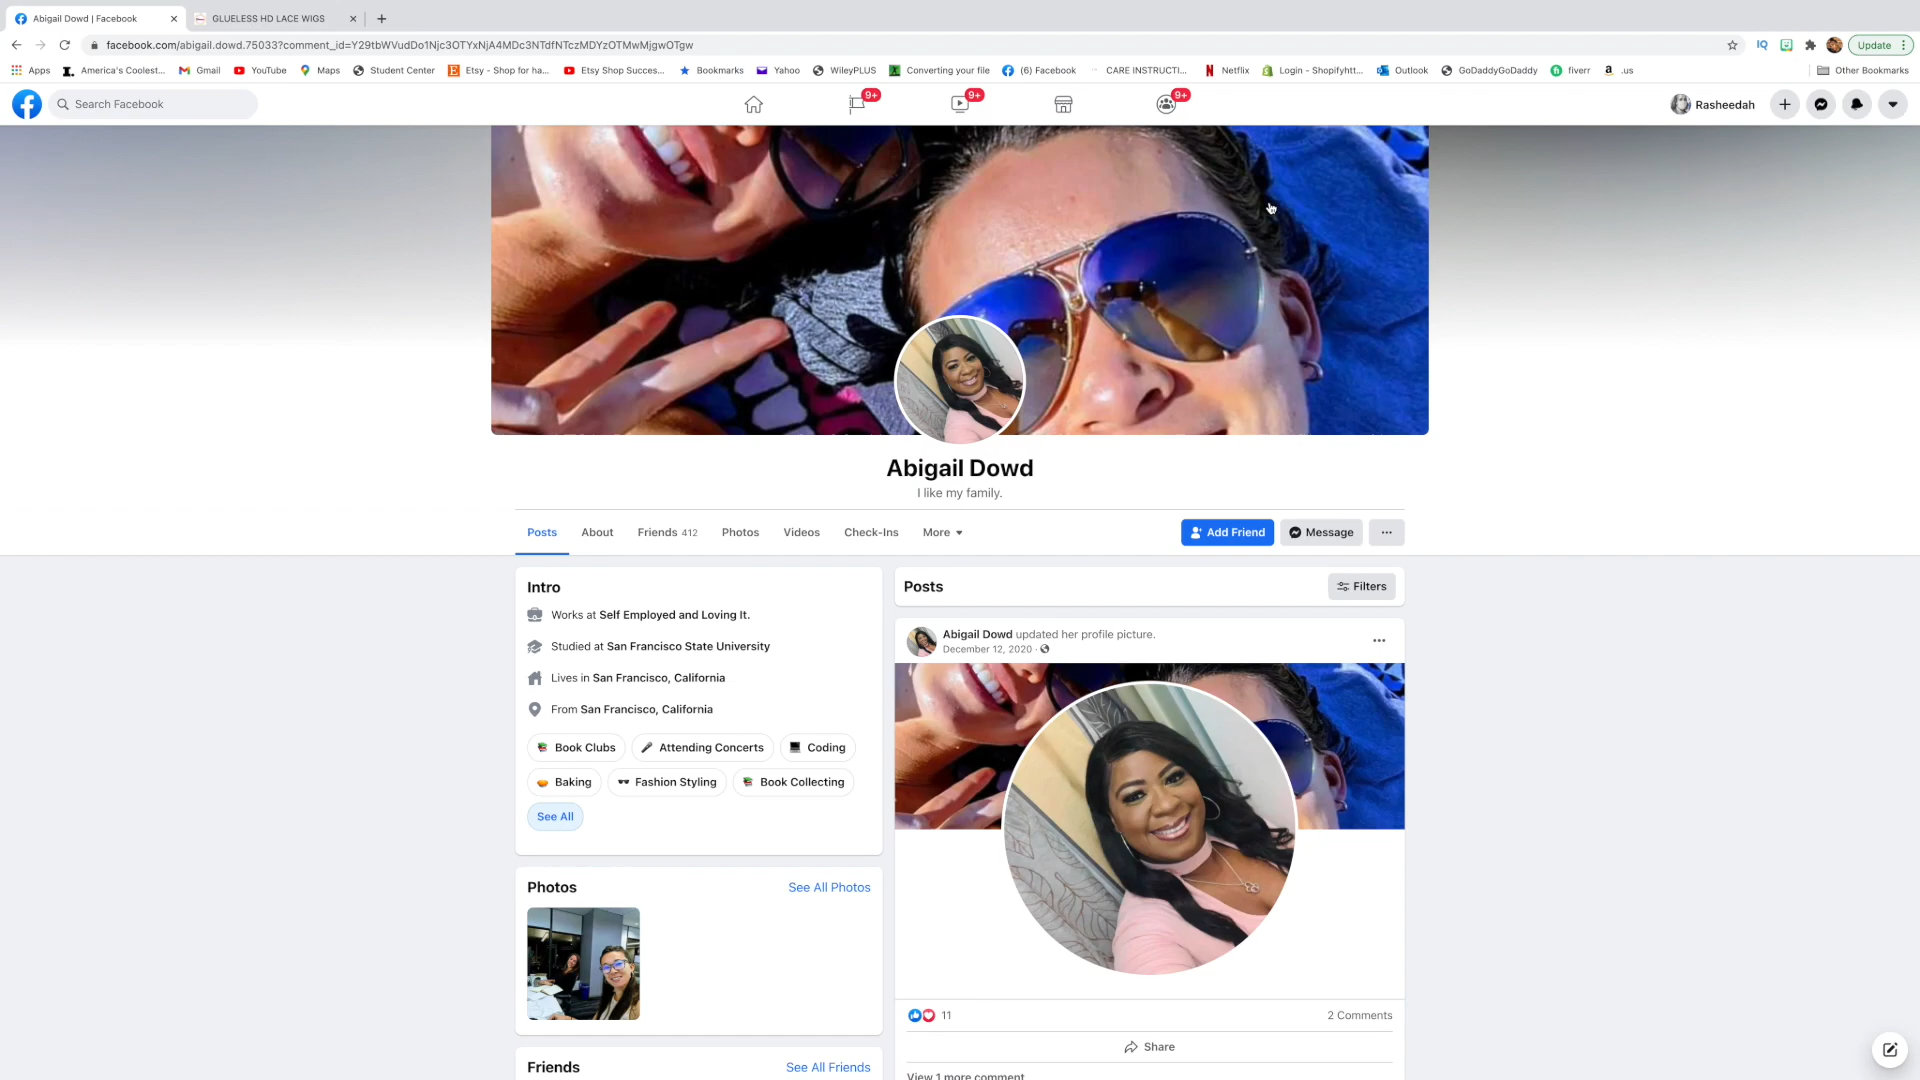 Abigail Dowd | Facebook
GLUELESS HD LACE WIGS
facebook.com/abigail.dowd.75033?comment_id=Y29tbWVudDo1Njc3OTYxNjA4MDc3NTdfNTczMDYzOTMwMjgwOTgw
Update
Apps
America's Coolest...
Gmail
YouTube
Maps
Student Center
Etsy - Shop for ha...
Etsy Shop Succes...
Bookmarks
Yahoo
WileyPLUS
Converting your file
(6) Facebook
CARE INSTRUCTI...
Netflix
Login - Shopifyhtt...
Outlook
GoDaddyGoDaddy
fiverr
.us
Other Bookmarks
Search Facebook
9+
9+
9+
Rasheedah
PORSCHE DESIGN
Abigail Dowd
I like my family.
Posts
About
Friends 412
Photos
Videos
Check-Ins
More
Add Friend
Message
Intro
Works at Self Employed and Loving It.
Studied at San Francisco State University
Lives in San Francisco, California
From San Francisco, California
Book Clubs
Attending Concerts
Coding
Baking
Fashion Styling
Book Collecting
See All
Photos
See All Photos
Friends
See All Friends
Posts
Filters
Abigail Dowd updated her profile picture.
December 12, 2020 ·
11
2 Comments
Share
View 1 more comment